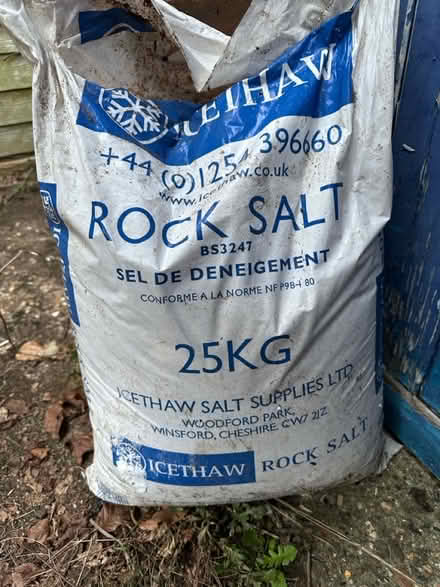 ICETHAW
+44 (0)1254 396660
www.icethaw.co.uk
ROCK SALT
BS3247
SEL DE DENEIGEMENT
CONFORME A LA NORME NF P98-180
25KG
ICETHAW SALT SUPPLIES LTD
WOODFORD PARK,
WINSFORD, CHESHIRE. CW7 2JZ
ICETHAW ROCK SALT